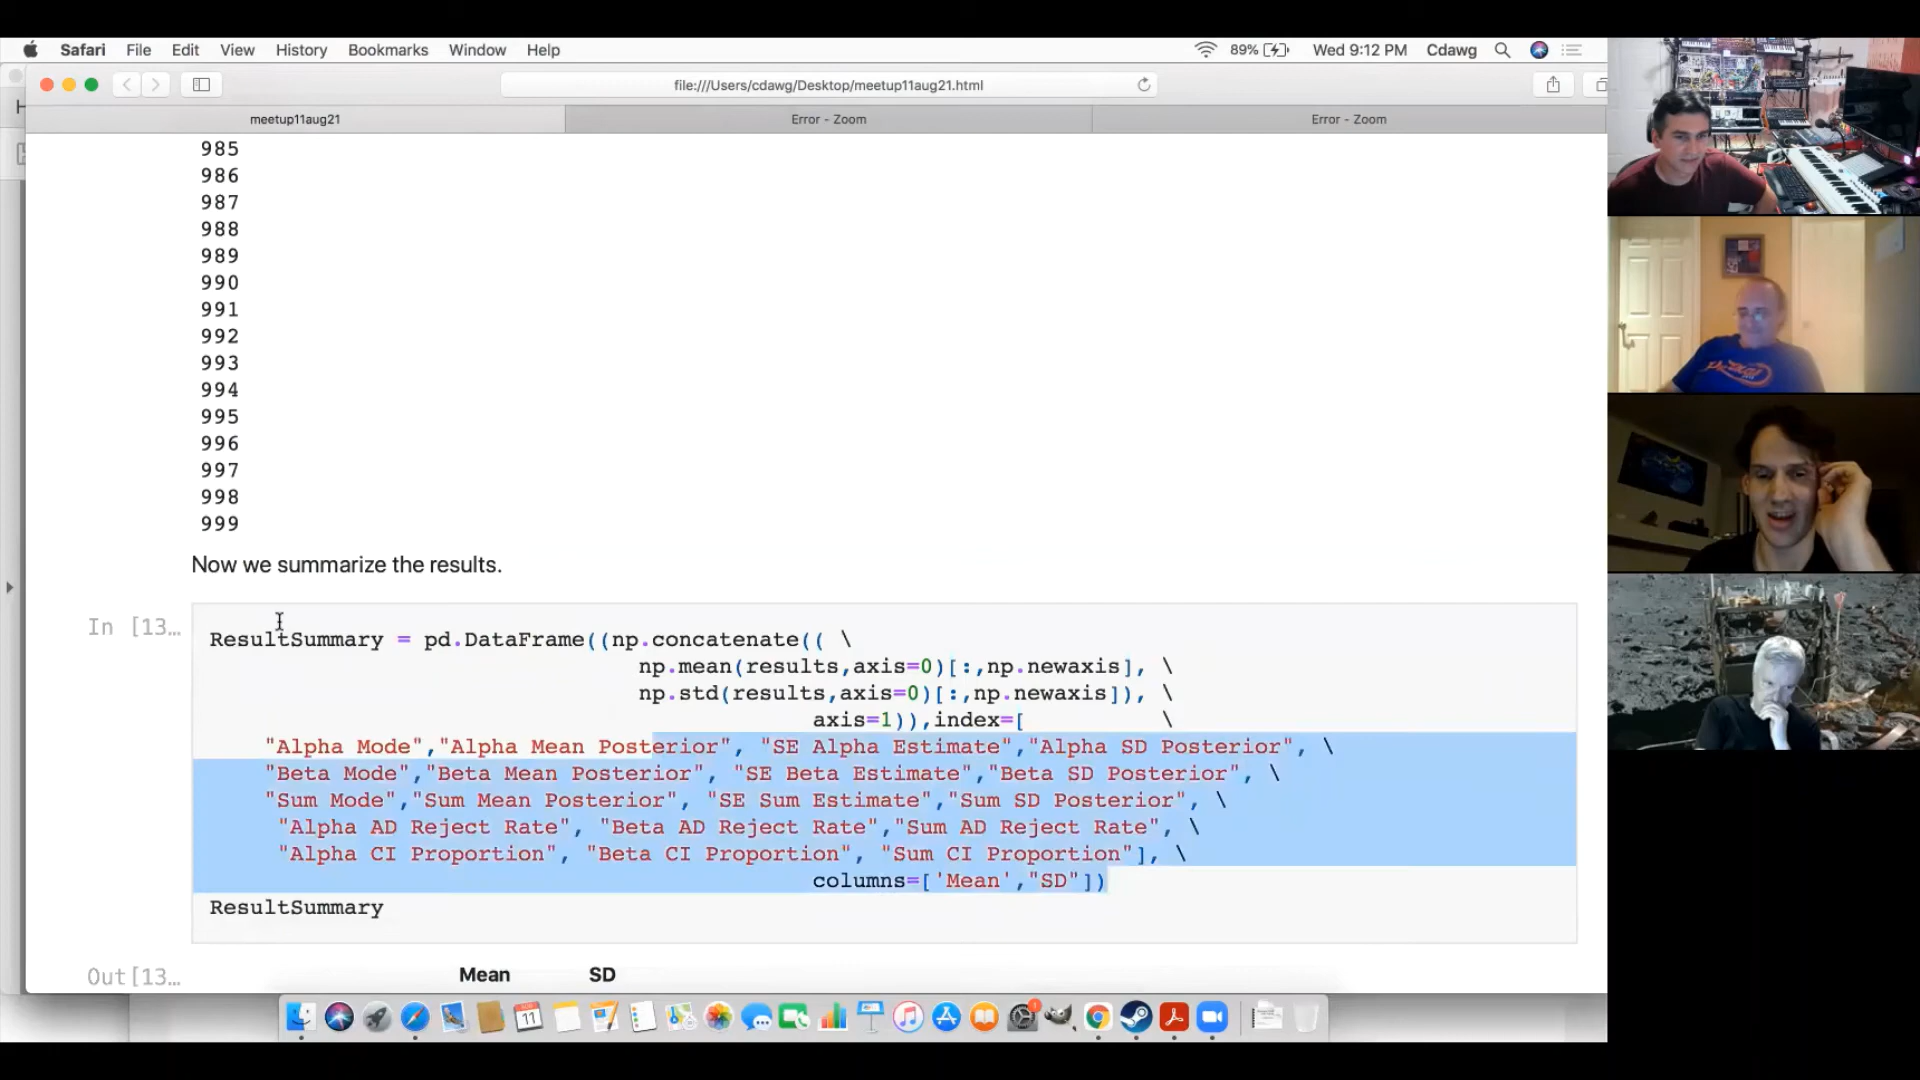 Safari File Edit View History Bookmarks Window Help 89% Wed 9:12 PM Cdawg
file:///Users/cdawg/Desktop/meetup11aug21.html
meetup11aug21 Error - Zoom Error - Zoom
985
986
987
988
989
990
991
992
993
994
995
996
997
998
999
Now we summarize the results.
In [13…
ResultSummary = pd.DataFrame((np.concatenate(( \
np.mean(results,axis=0)[:,np.newaxis], \
np.std(results,axis=0)[:,np.newaxis]), \
axis=1)),index=[ \
"Alpha Mode","Alpha Mean Posterior", "SE Alpha Estimate","Alpha SD Posterior", \
"Beta Mode","Beta Mean Posterior", "SE Beta Estimate","Beta SD Posterior", \
"Sum Mode","Sum Mean Posterior", "SE Sum Estimate","Sum SD Posterior", \
"Alpha AD Reject Rate", "Beta AD Reject Rate","Sum AD Reject Rate", \
"Alpha CI Proportion", "Beta CI Proportion", "Sum CI Proportion"], \
columns=['Mean',"SD"])
ResultSummary
Out[13…
Mean SD
11